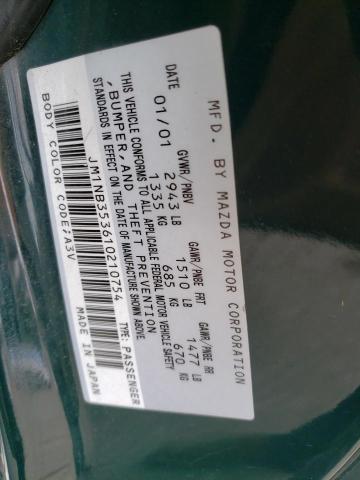 MFD. BY MAZDA MOTOR CORPORATION
DATE GVWR/PNBV GAWR/PNBE FRT GAWR/PNBE RR
01/01 2943 LB 1510 LB 1477 LB
1335 KG 685 KG 670 KG
THIS VEHICLE CONFORMS TO ALL APPLICABLE FEDERAL MOTOR VEHICLE SAFETY
, BUMPER, AND THEFT PREVENTION
STANDARDS IN EFFECT ON THE DATE OF MANUFACTURE SHOWN ABOVE.
JM1NB353610210754 TYPE: PASSENGER
BODY COLOR CODE;A3V MADE IN JAPAN